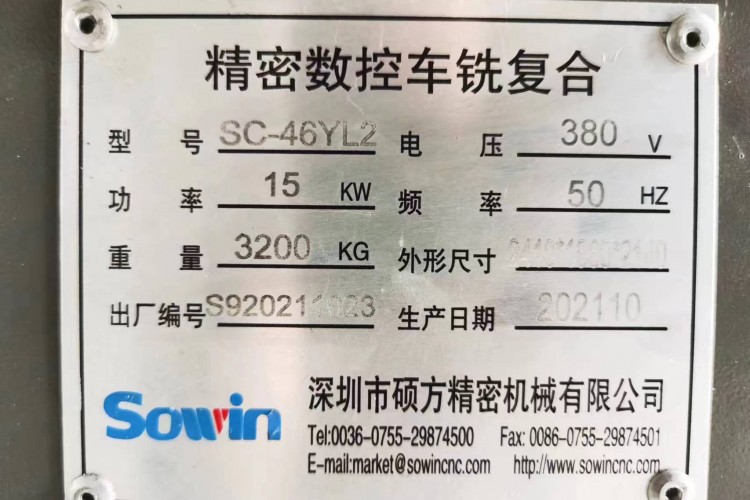 精密数控车铣复合
型号 SC-46YL2 电压 380 V
功率 15 KW 频率 50 HZ
重量 3200 KG 外形尺寸
出厂编号 S920211023 生产日期 202110
Sowin 深圳市硕方精密机械有限公司
Tel:0036-0755-29874500 Fax: 0086-0755-29874501
E-mail:market@sowincnc.com http://www.sowincnc.com